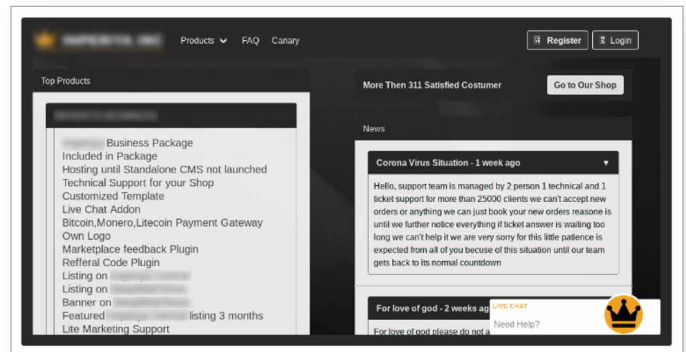 Products FAQ Canary
Register Login
Top Products
Business Package
Included in Package
Hosting until Standalone CMS not launched
Technical Support for your Shop
Customized Template
Live Chat Addon
Bitcoin,Monero,Litecoin Payment Gateway
Own Logo
Marketplace feedback Plugin
Refferal Code Plugin
Listing on
Listing on
Banner on
Featured listing 3 months
Lite Marketing Support
More Then 311 Satisfied Costumer
Go to Our Shop
News
Corona Virus Situation - 1 week ago
Hello, support team is managed by 2 person 1 technical and 1
ticket support for more than 25000 clients we can't accept new
orders or anything we can just book your new orders reasone is
until we further notice everything if ticket answer is waiting too
long we can't help it we are very sorry for this little patience is
expected from all of you becuse of this situation until our team
gets back to its normal countdown
For love of god - 2 weeks ag
For love of god please do not a
LIVE CHAT
Need Help?